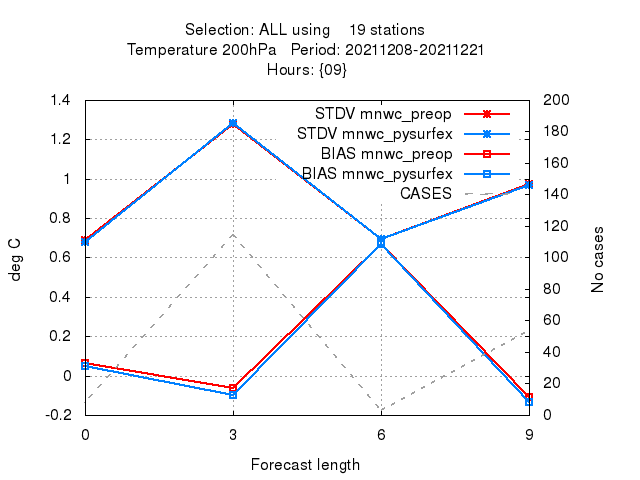 Selection: ALL using    19 stations
Temperature 200hPa   Period: 20211208-20211221
Hours: {09}
STDV mnwc_preop
STDV mnwc_pysurfex
BIAS mnwc_preop
BIAS mnwc_pysurfex
CASES
deg C
1.4
1.2
1
0.8
0.6
0.4
0.2
0
-0.2
200
180
160
140
120
100
80
60
40
20
0
No cases
0 3 6 9
Forecast length